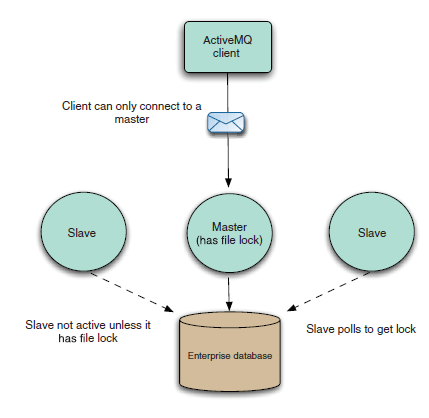 ActiveMQ
client
Client can only connect to a
master
Slave
Master
(has file lock)
Slave
Slave not active unless it
has file lock
Enterprise database
Slave polls to get lock